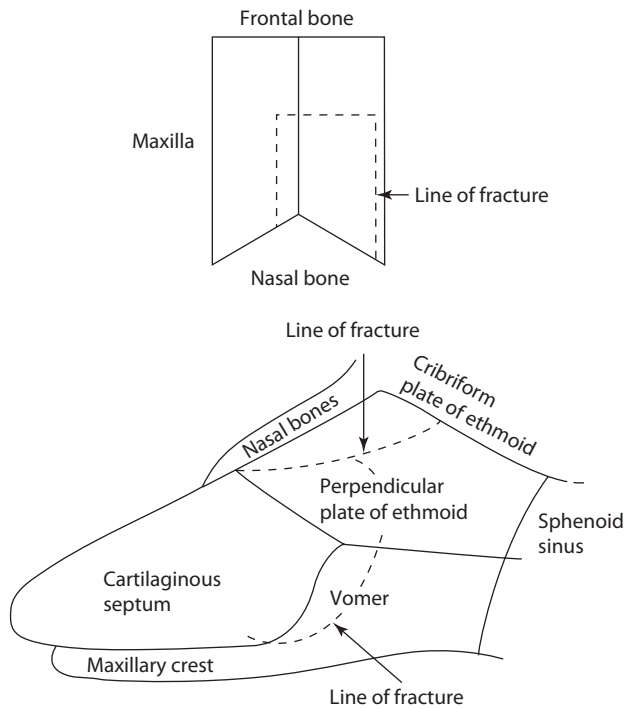 Frontal bone
Maxilla
Line of fracture
Nasal bone
Line of fracture
Cribriform
plate of ethmoid
Nasal bones
Perpendicular
plate of ethmoid
Sphenoid
sinus
Cartilaginous
septum
Vomer
Maxillary crest
Line of fracture